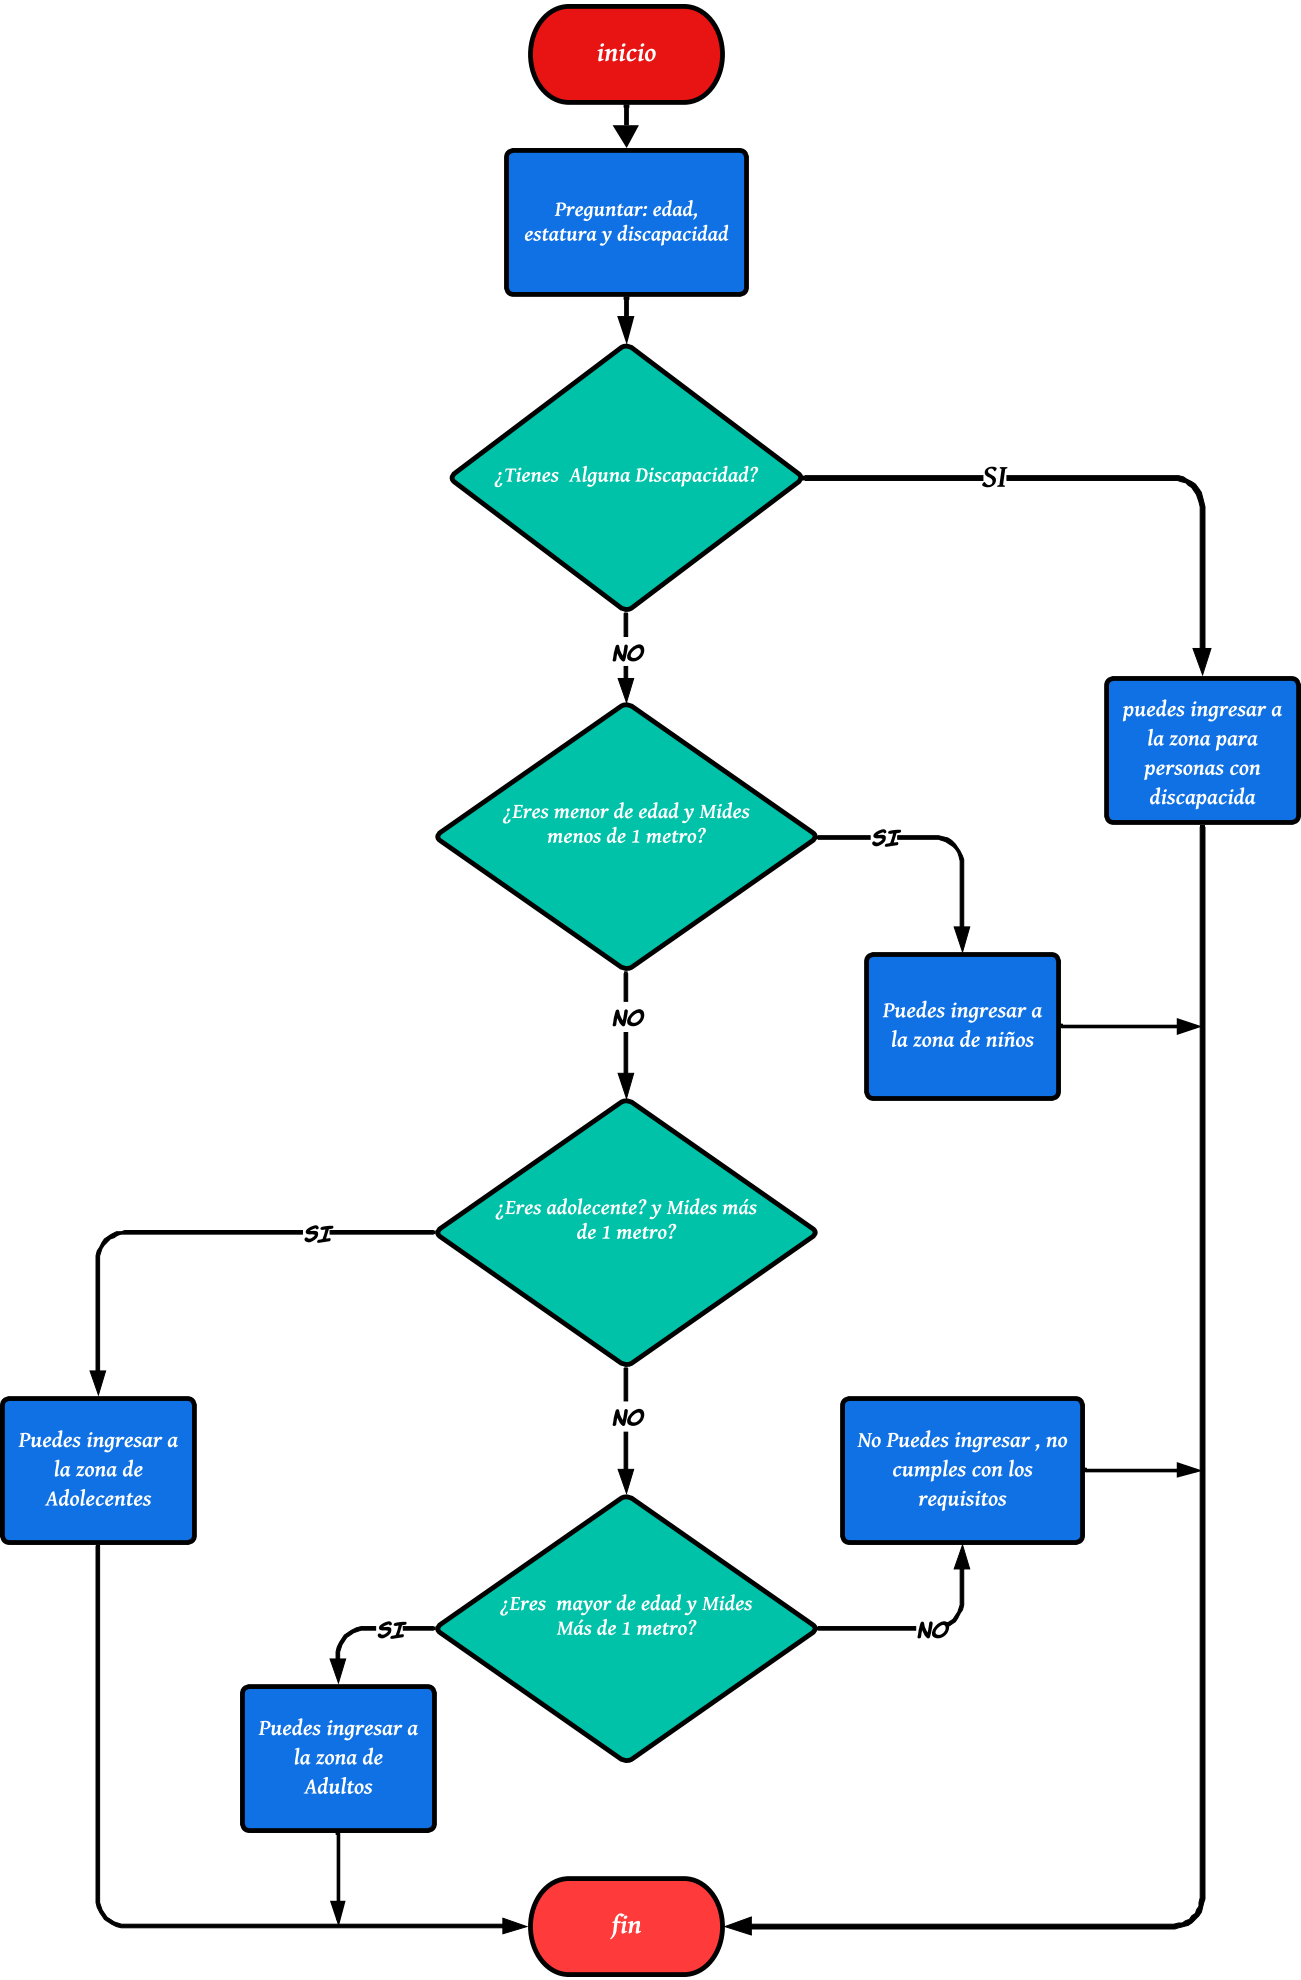 inicio
Preguntar: edad,
estatura y discapacidad
¿Tienes Alguna Discapacidad?
SI
NO
puedes ingresar a
la zona para
personas con
discapacida
¿Eres menor de edad y Mides
menos de 1 metro?
SI
NO
Puedes ingresar a
la zona de niños
¿Eres adolecente? y Mides más
de 1 metro?
SI
NO
Puedes ingresar a
la zona de
Adolecentes
No Puedes ingresar , no
cumples con los
requisitos
¿Eres mayor de edad y Mides
Más de 1 metro?
SI
NO
Puedes ingresar a
la zona de
Adultos
fin